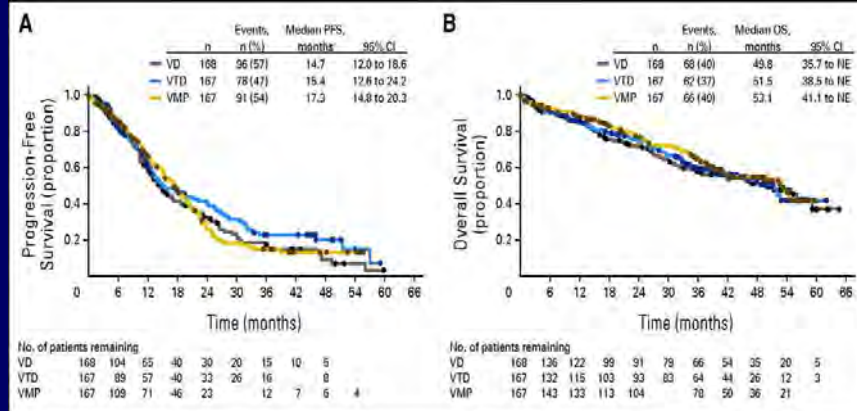 A
Events, Median PFS,
n n (%) months 95% CI
VD 168 96 (57) 14.7 12.0 to 18.6
VTD 167 78 (47) 15.4 12.6 to 24.2
VMP 167 91 (54) 17.3 14.8 to 20.3
Progression-Free
Survival (proportion)
1.0
0.8
0.6
0.4
0.2
0 6 12 18 24 30 36 42 48 54 60 66
Time (months)
No. of patients remaining
VD 168 104 65 40 30 20 15 10 5
VTD 167 89 57 40 33 26 16 8
VMP 167 109 71 46 23 12 7 6 4
B
Events, Median OS,
n n (%) months 95% CI
VD 168 68 (40) 49.8 35.7 to NE
VTD 167 62 (37) 51.5 38.5 to NE
VMP 167 66 (40) 53.1 41.1 to NE
Overall Survival
(proportion)
1.0
0.8
0.6
0.4
0.2
0 6 12 18 24 30 36 42 48 54 60 66
Time (months)
No. of patients remaining
VD 168 136 122 99 91 79 66 54 35 20 5
VTD 167 132 115 103 93 83 64 44 26 12 3
VMP 167 143 133 113 104 78 50 36 21